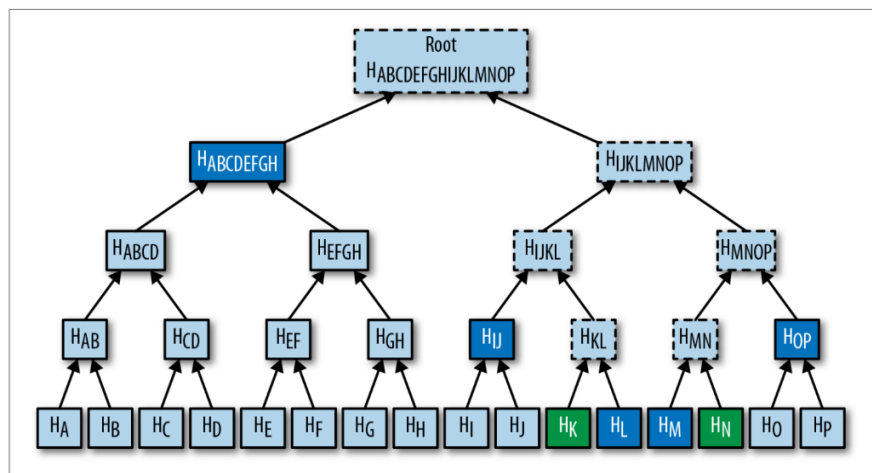 Root
HABCDEFGHIJKLMNOP
HABCDEFGH HIJKLMNOP
HABCD HEFGH HIJKL HMNOP
HAB HCD HEF HGH HIJ HKL HMN HOP
HA HB HC HD HE HF HG HH HI HJ HK HL HM HN HO HP